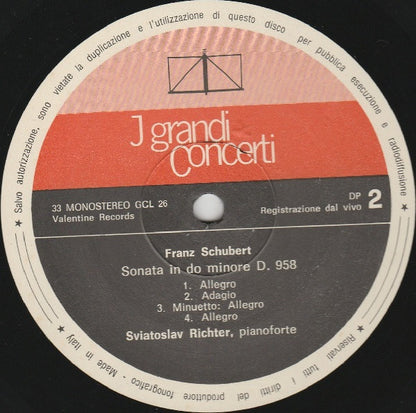 ★ Salvo autorizzazione, sono vietate la duplicazione e l'utilizzazione di questo disco per pubblica esecuzione e radiodiffusione ★
J grandi
Concerti
33 MONOSTEREO GCL 26
Valentine Records
DP 2
Registrazione dal vivo
Franz Schubert
Sonata in do minore D. 958
1. Allegro
2. Adagio
3. Minuetto: Allegro
4. Allegro
Sviatoslav Richter, pianoforte
★ Riservati tutti i diritti del produttore fonografico - Made in Italy ★